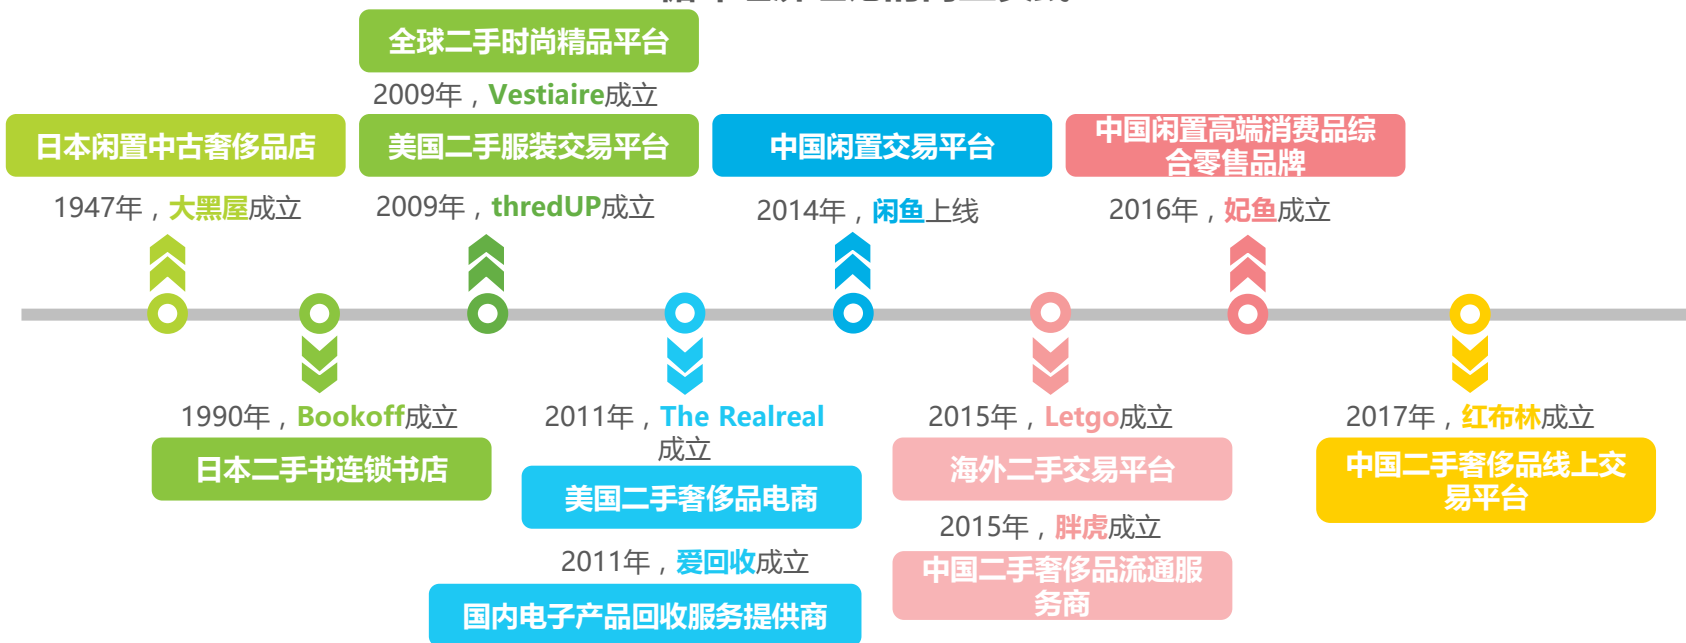 全球二手时尚精品平台
2009年，Vestiaire成立
日本闲置中古奢侈品店
1947年，大黑屋成立
美国二手服装交易平台
2009年，thredUP成立
中国闲置交易平台
2014年，闲鱼上线
中国闲置高端消费品综
合零售品牌
2016年，妃鱼成立
1990年，Bookoff成立
日本二手书连锁书店
2011年，The Realreal
成立
美国二手奢侈品电商
2011年，爱回收成立
国内电子产品回收服务提供商
2015年，Letgo成立
海外二手交易平台
2015年，胖虎成立
中国二手奢侈品流通服
务商
2017年，红布林成立
中国二手奢侈品线上交
易平台